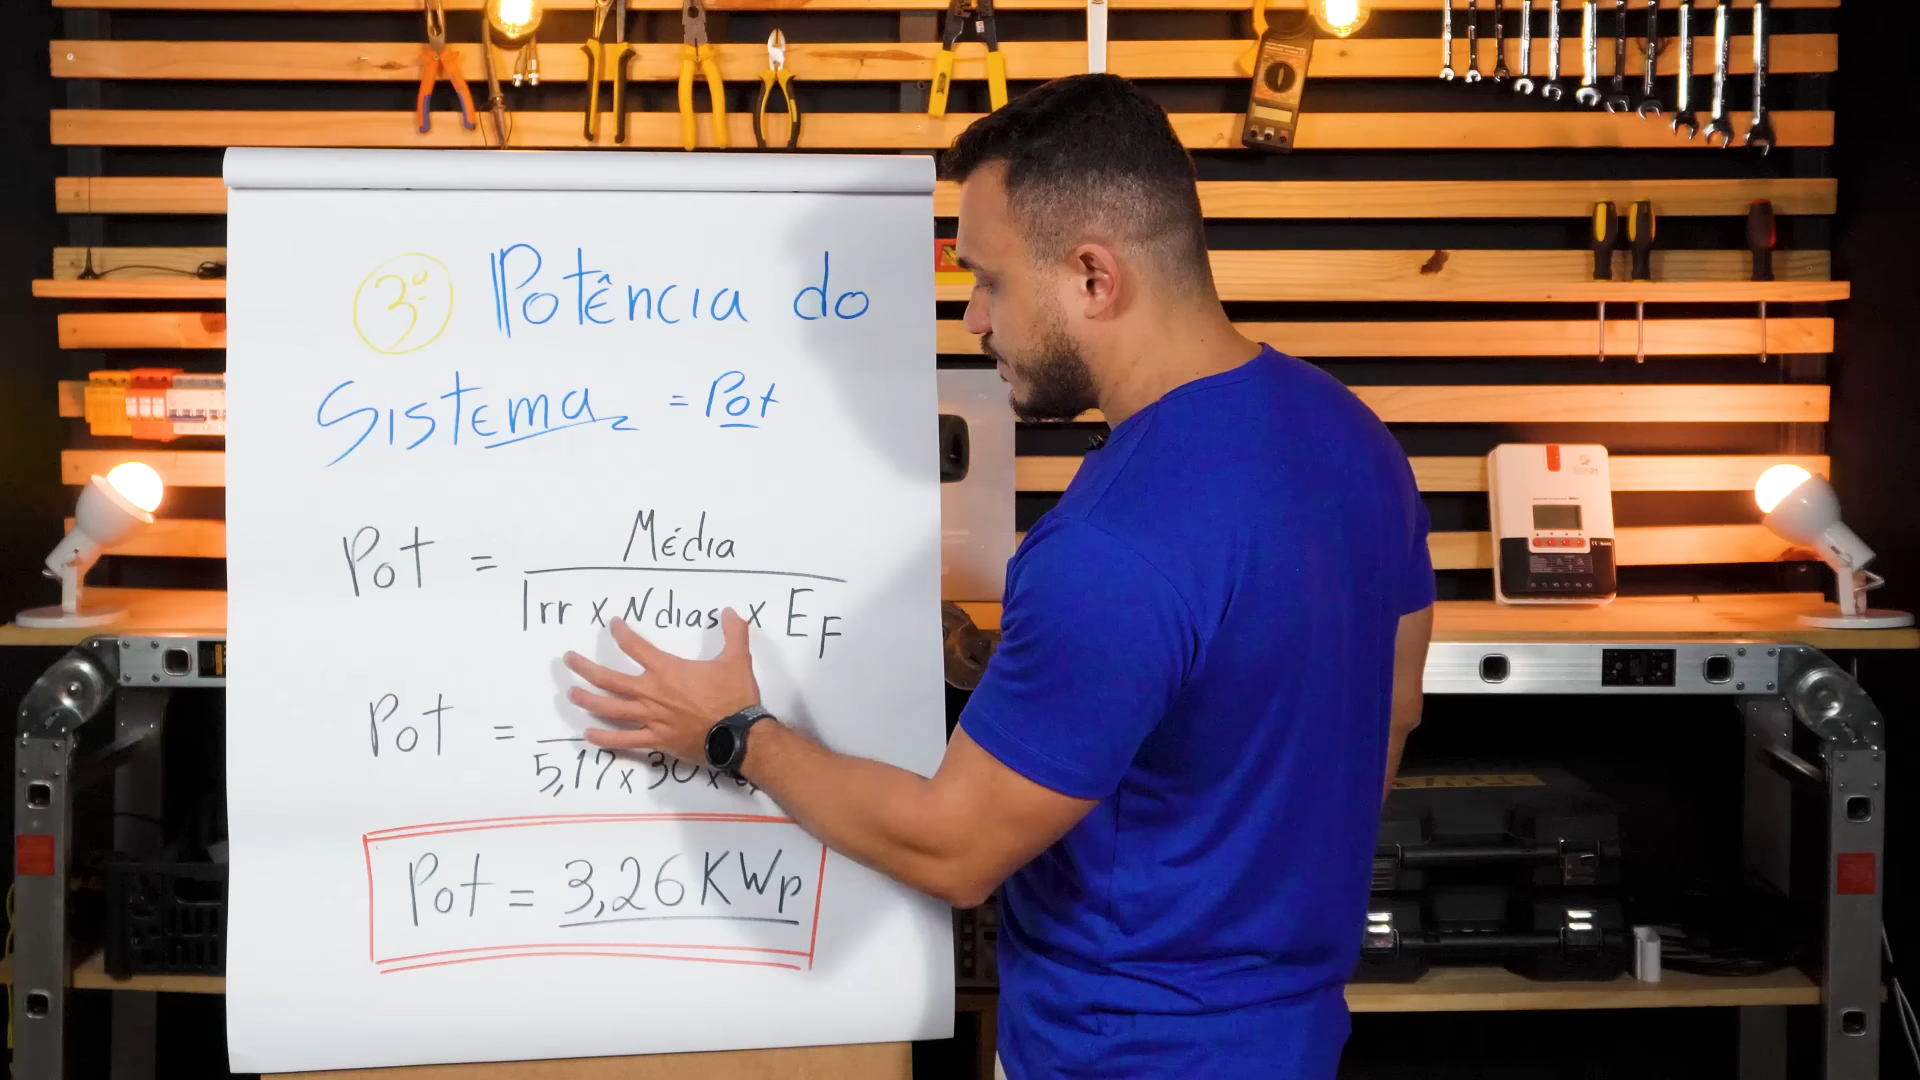 3º Potência do
Sistema = Pot
Pot = Média
Irr x Ndias x EF
Pot =
5,17 x 30 x
Pot = 3,26 KWp